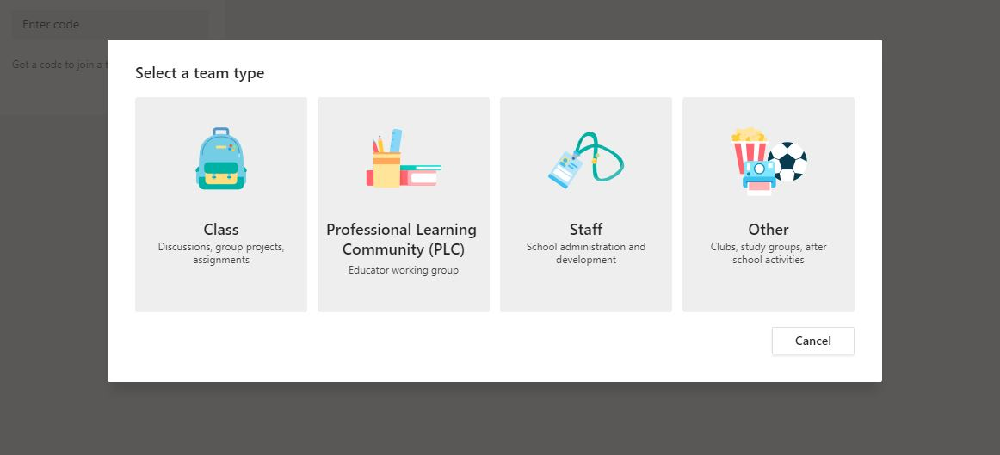 Enter code
Got a code to join a
Select a team type
Class
Discussions, group projects,
assignments
Professional Learning
Community (PLC)
Educator working group
Staff
School administration and
development
Other
Clubs, study groups, after
school activities
Cancel